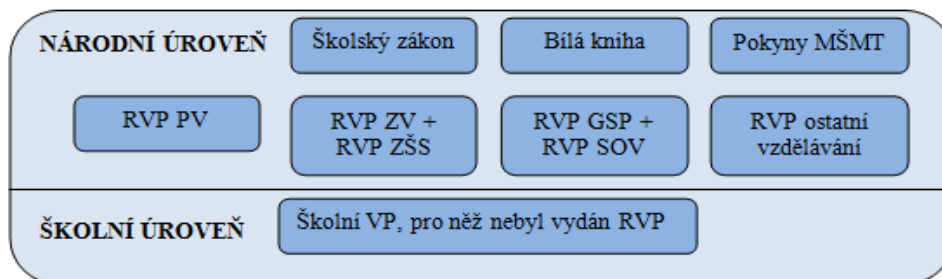 NÁRODNÍ ÚROVEŇ
Školský zákon
Bílá kniha
Pokyny MŠMT
RVP PV
RVP ZV +
RVP ZŠS
RVP GSP +
RVP SOV
RVP ostatní
vzdělávání
ŠKOLNÍ ÚROVEŇ
Školní VP, pro něž nebyl vydán RVP